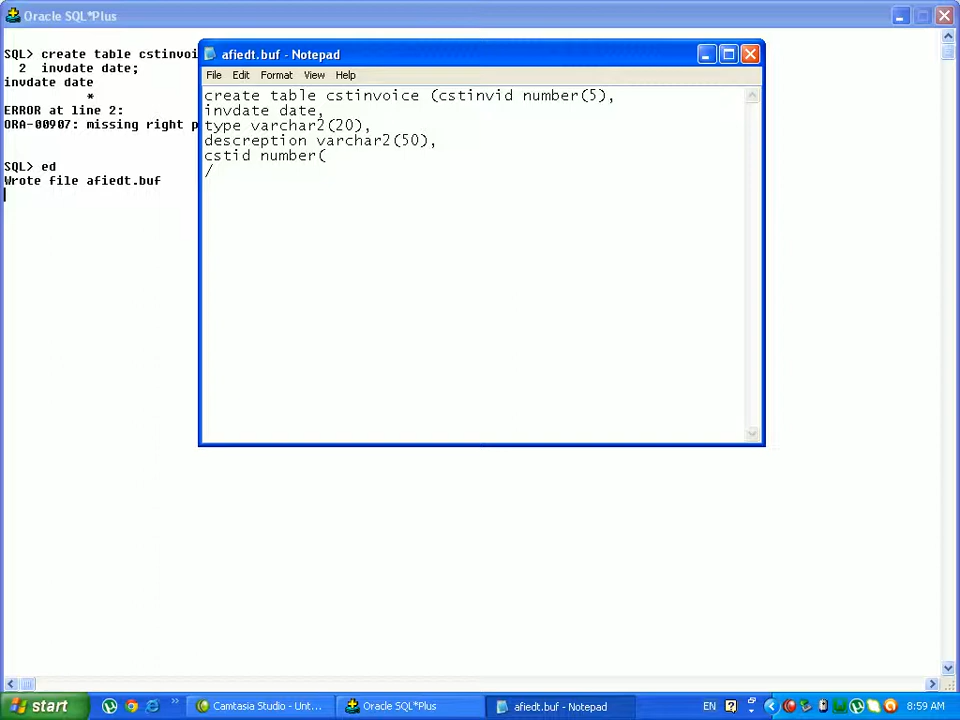 Oracle SQL*Plus
SQL> create table cstinvoi
2 invdate date;
invdate date
*
ERROR at line 2:
ORA-00907: missing right p
SQL> ed
Wrote file afiedt.buf
afiedt.buf - Notepad
File Edit Format View Help
create table cstinvoice (cstinvid number(5),
invdate date,
type varchar2(20),
descreption varchar2(50),
cstid number(
/
start
Camtasia Studio - Unt...
Oracle SQL*Plus
afiedt.buf - Notepad
EN
8:59 AM